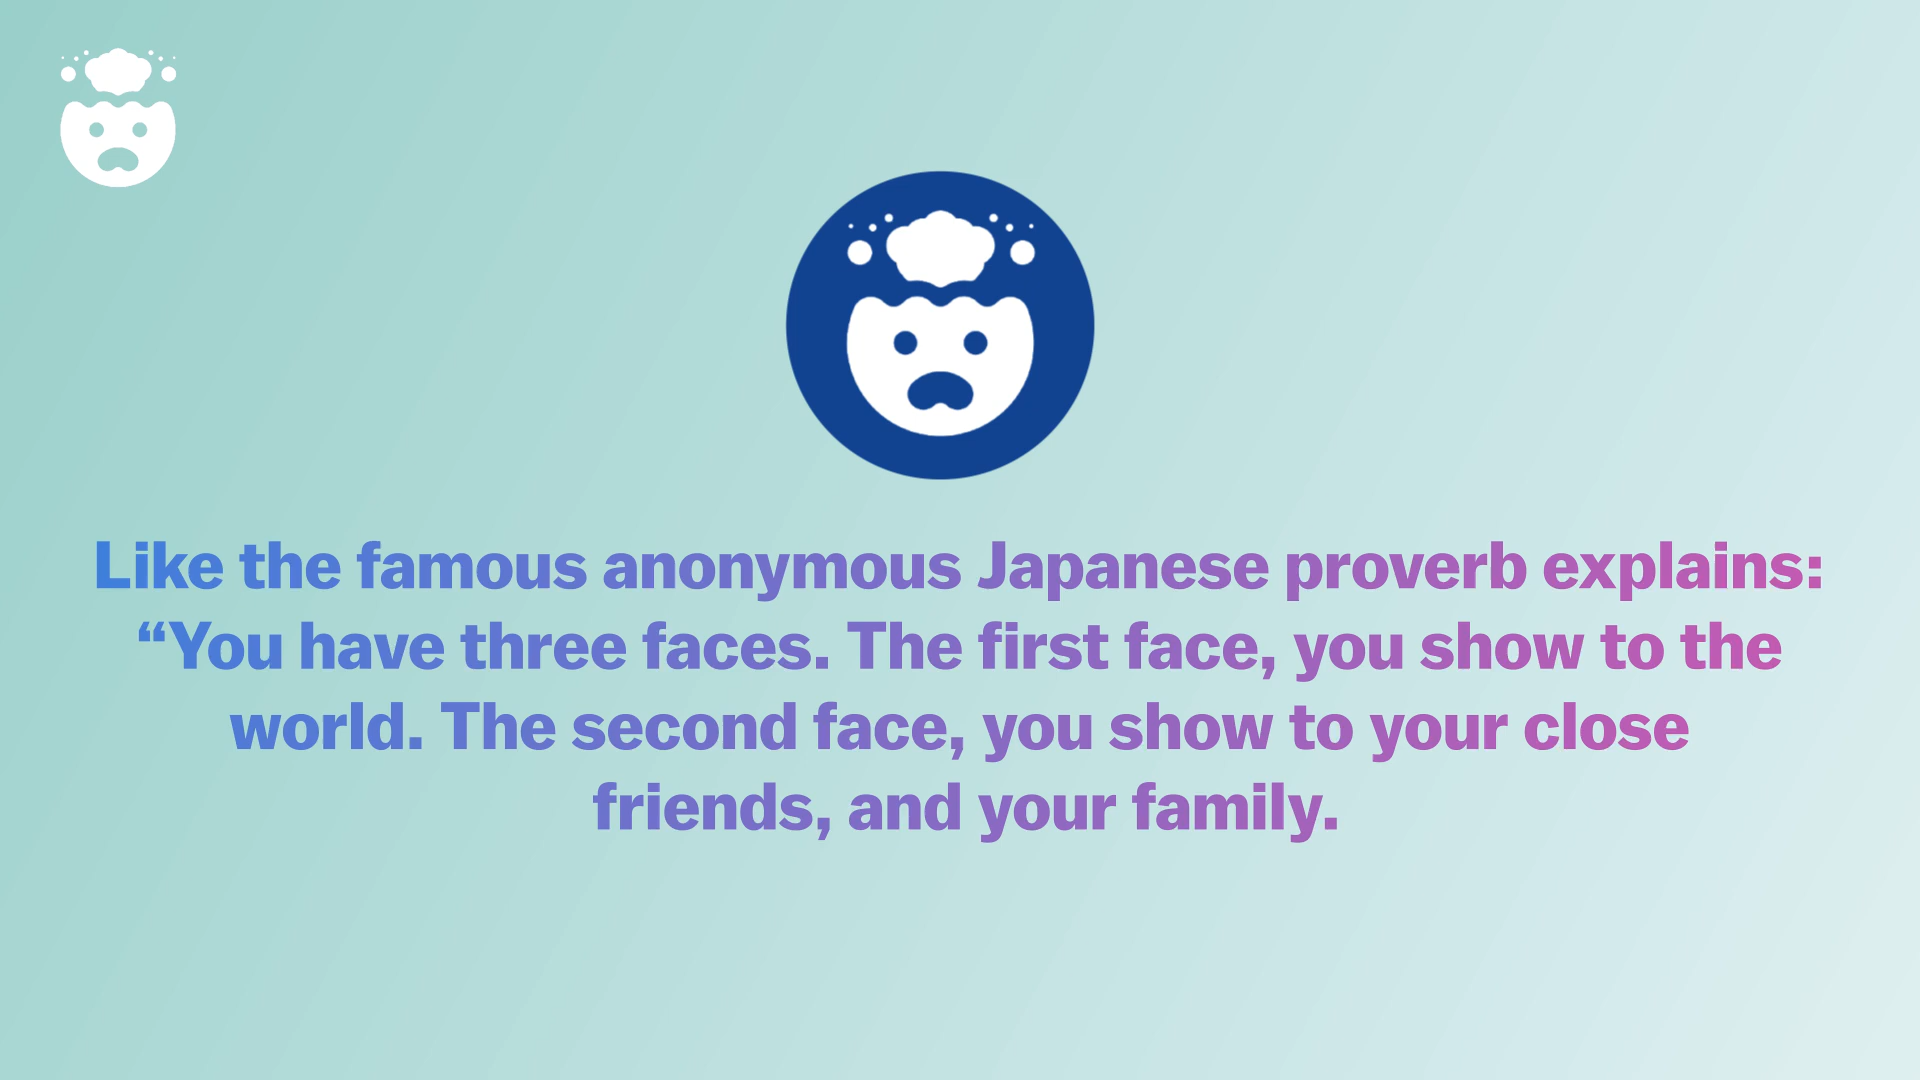 Like the famous anonymous Japanese proverb explains:
“You have three faces. The first face, you show to the
world. The second face, you show to your close
friends, and your family.